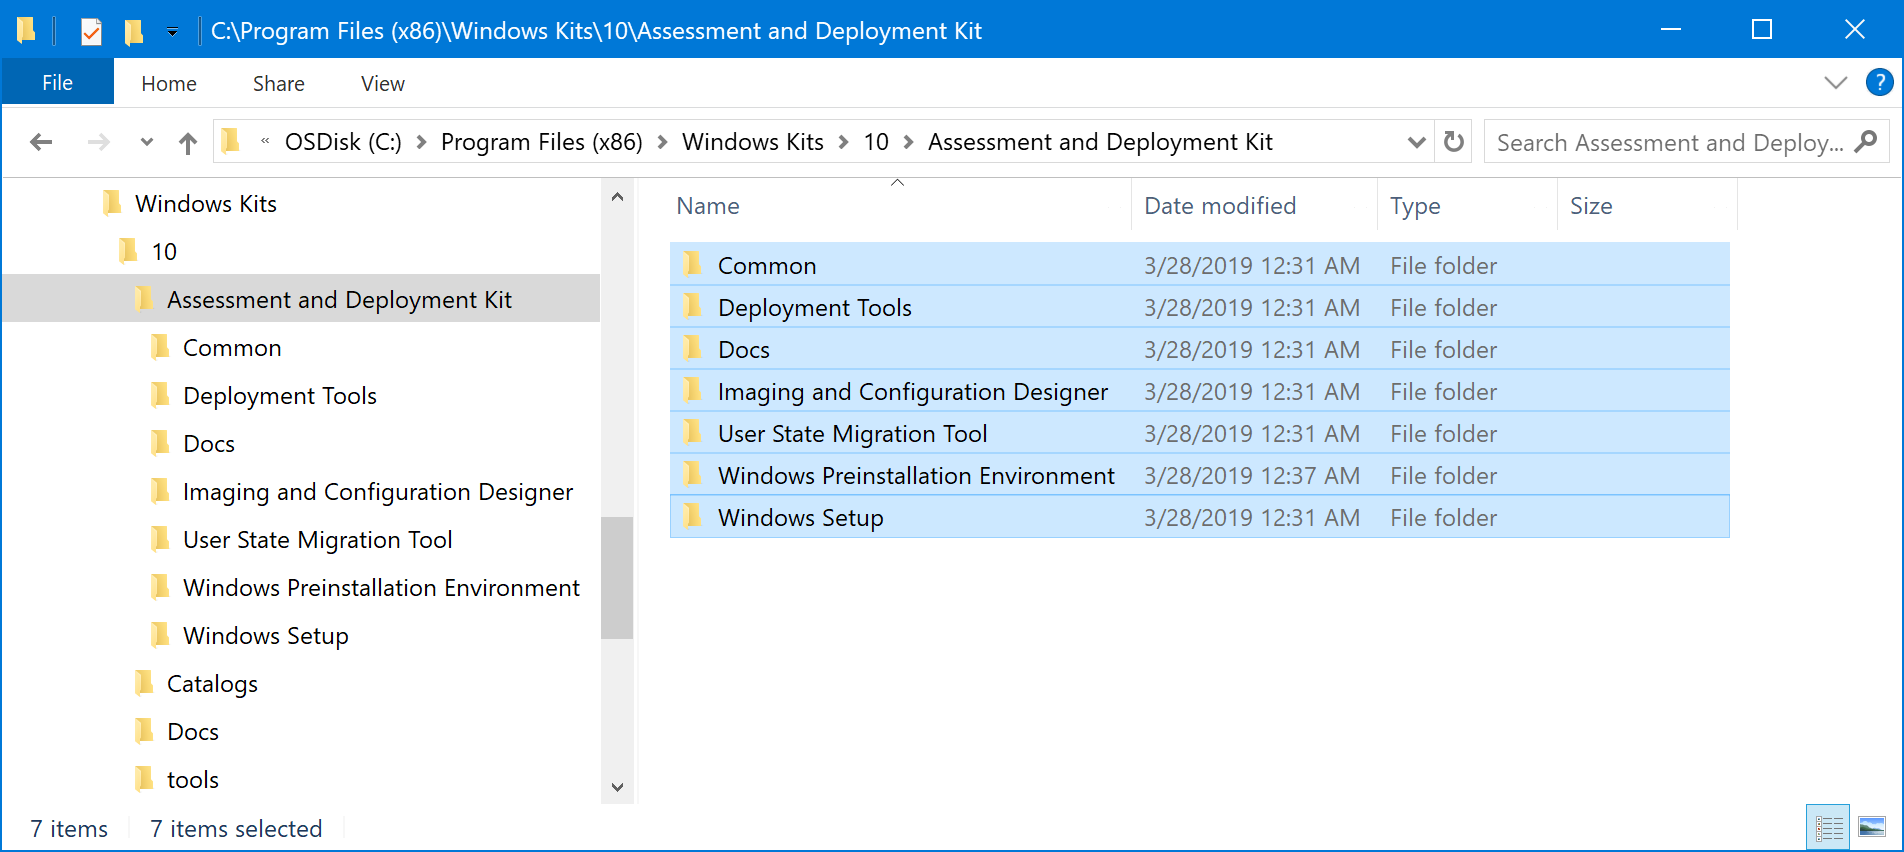 C:\Program Files (x86)\Windows Kits\10\Assessment and Deployment Kit
File Home Share View ?
« OSDisk (C:) > Program Files (x86) > Windows Kits > 10 > Assessment and Deployment Kit
Search Assessment and Deploy...
Windows Kits
10
Assessment and Deployment Kit
Common
Deployment Tools
Docs
Imaging and Configuration Designer
User State Migration Tool
Windows Preinstallation Environment
Windows Setup
Catalogs
Docs
tools
Name Date modified Type Size
Common 3/28/2019 12:31 AM File folder
Deployment Tools 3/28/2019 12:31 AM File folder
Docs 3/28/2019 12:31 AM File folder
Imaging and Configuration Designer 3/28/2019 12:31 AM File folder
User State Migration Tool 3/28/2019 12:31 AM File folder
Windows Preinstallation Environment 3/28/2019 12:37 AM File folder
Windows Setup 3/28/2019 12:31 AM File folder
7 items 7 items selected